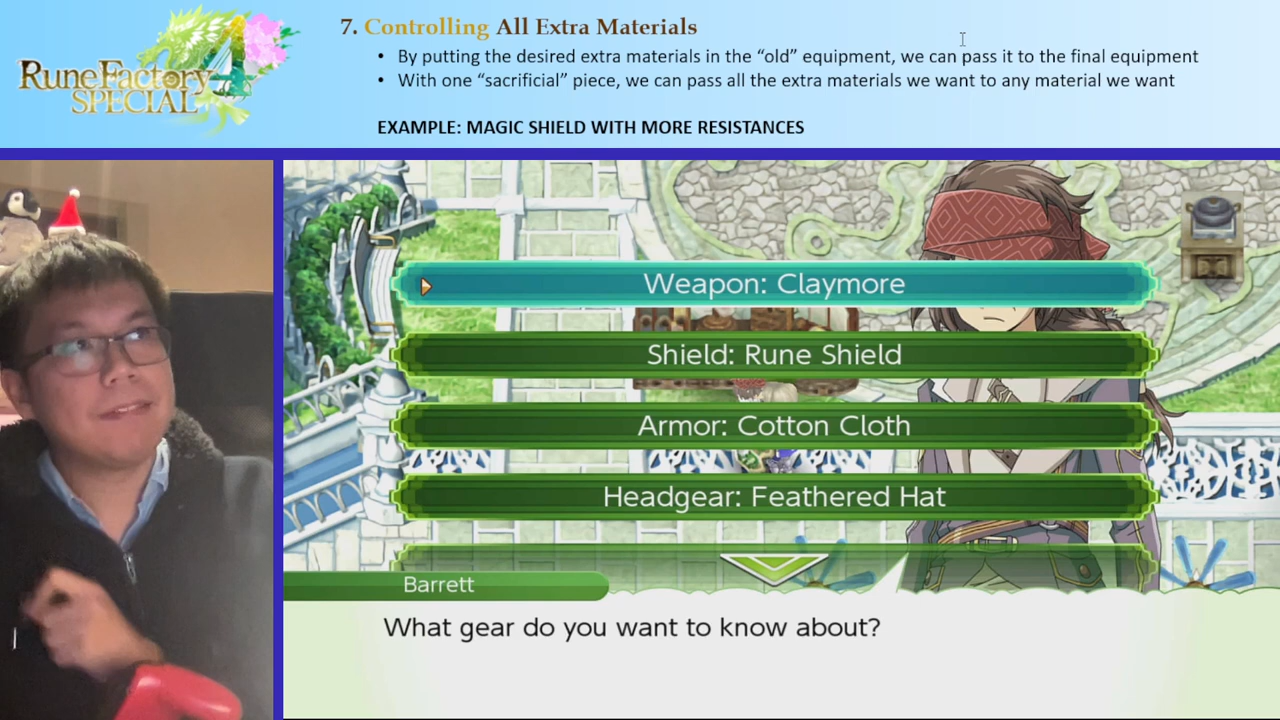 RuneFactory 4
SPECIAL
7. Controlling All Extra Materials
• By putting the desired extra materials in the “old” equipment, we can pass it to the final equipment
• With one “sacrificial” piece, we can pass all the extra materials we want to any material we want
EXAMPLE: MAGIC SHIELD WITH MORE RESISTANCES
Weapon: Claymore
Shield: Rune Shield
Armor: Cotton Cloth
Headgear: Feathered Hat
Barrett
What gear do you want to know about?